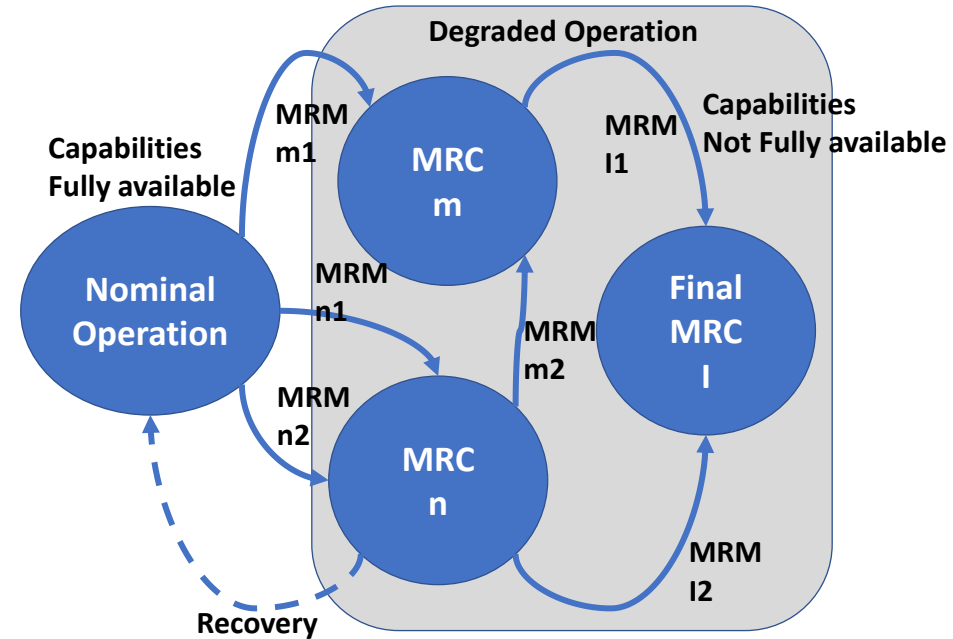 Degraded Operation
Capabilities
Fully available
MRM
m1
MRC
m
MRM
l1
Capabilities
Not Fully available
Nominal
Operation
MRM
n1
MRM
m2
Final
MRC
l
MRM
n2
MRC
n
MRM
l2
Recovery